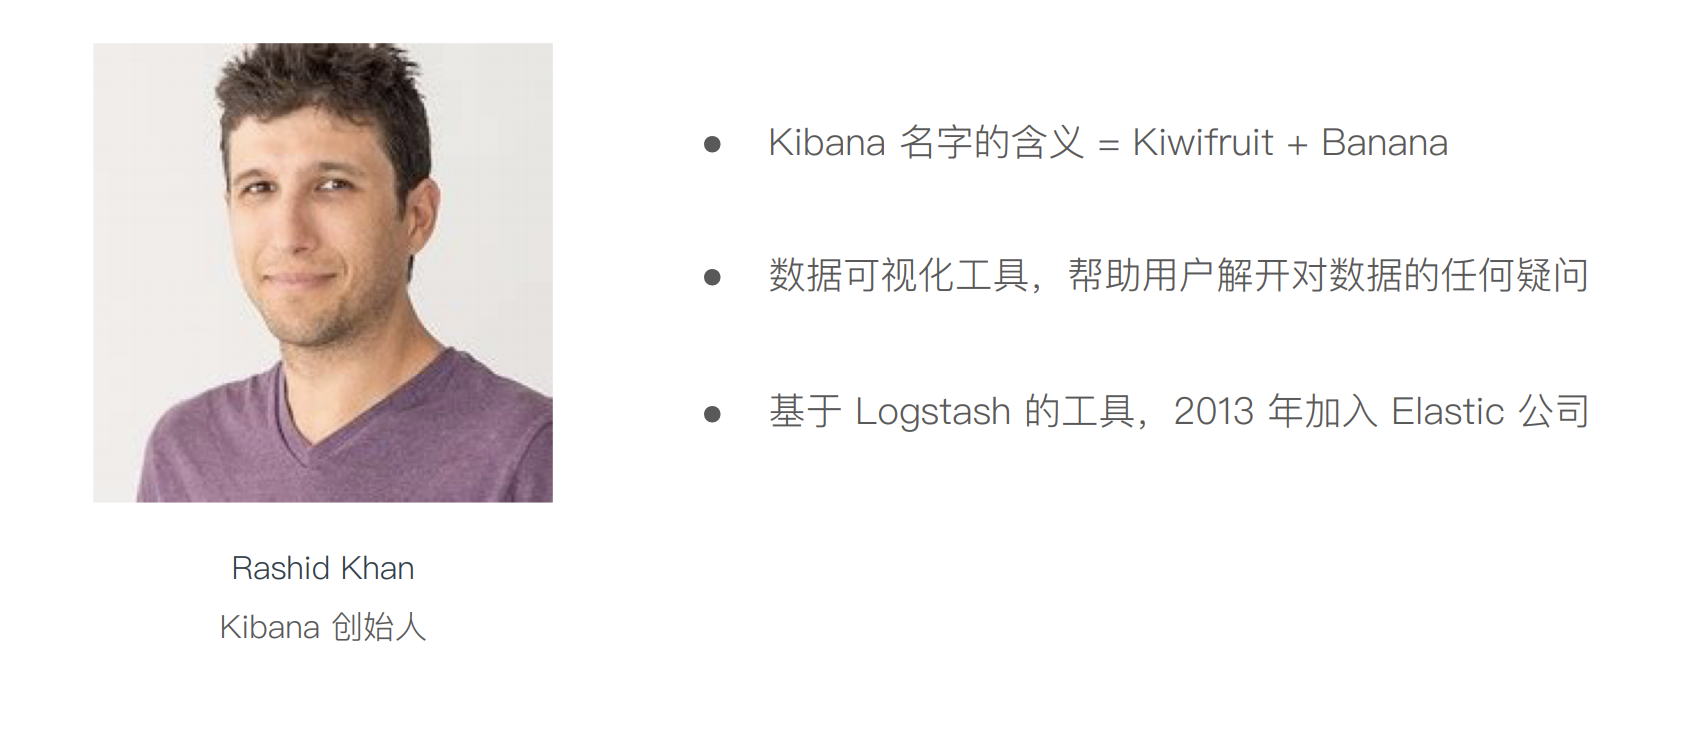 Kibana 名字的含义 = Kiwifruit + Banana
数据可视化工具，帮助用户解开对数据的任何疑问
基于 Logstash 的工具，2013 年加入 Elastic 公司
Rashid Khan
Kibana 创始人